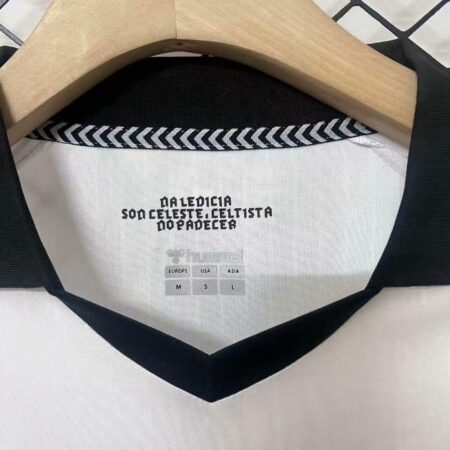 NA LEDICIA
SON CELESTE, CELTISTA
NO PADECER
hummel
EUROPE USA ASIA
M S L